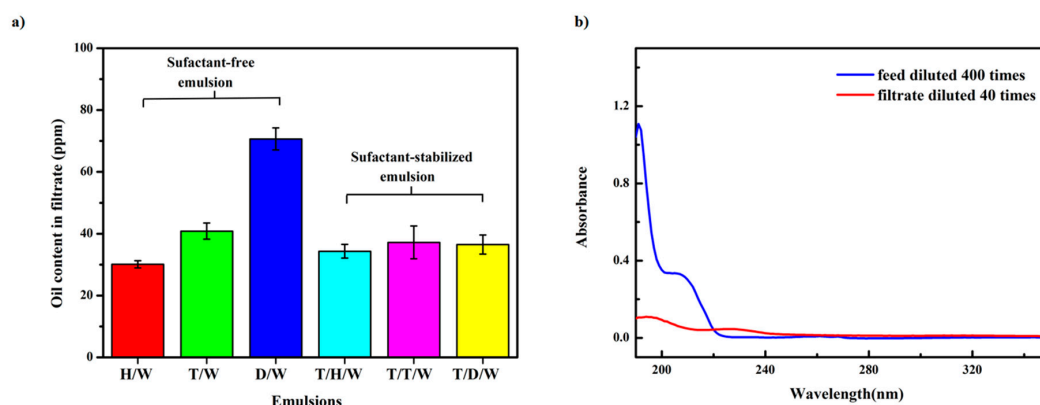 a)
Sufactant-free
emulsion
Sufactant-stabilized
emulsion
Oil content in filtrate (ppm)
100
80
60
40
20
0
H/W T/W D/W T/H/W T/T/W T/D/W
Emulsions
b)
feed diluted 400 times
filtrate diluted 40 times
Absorbance
1.2
0.8
0.4
0.0
200 240 280 320
Wavelength(nm)